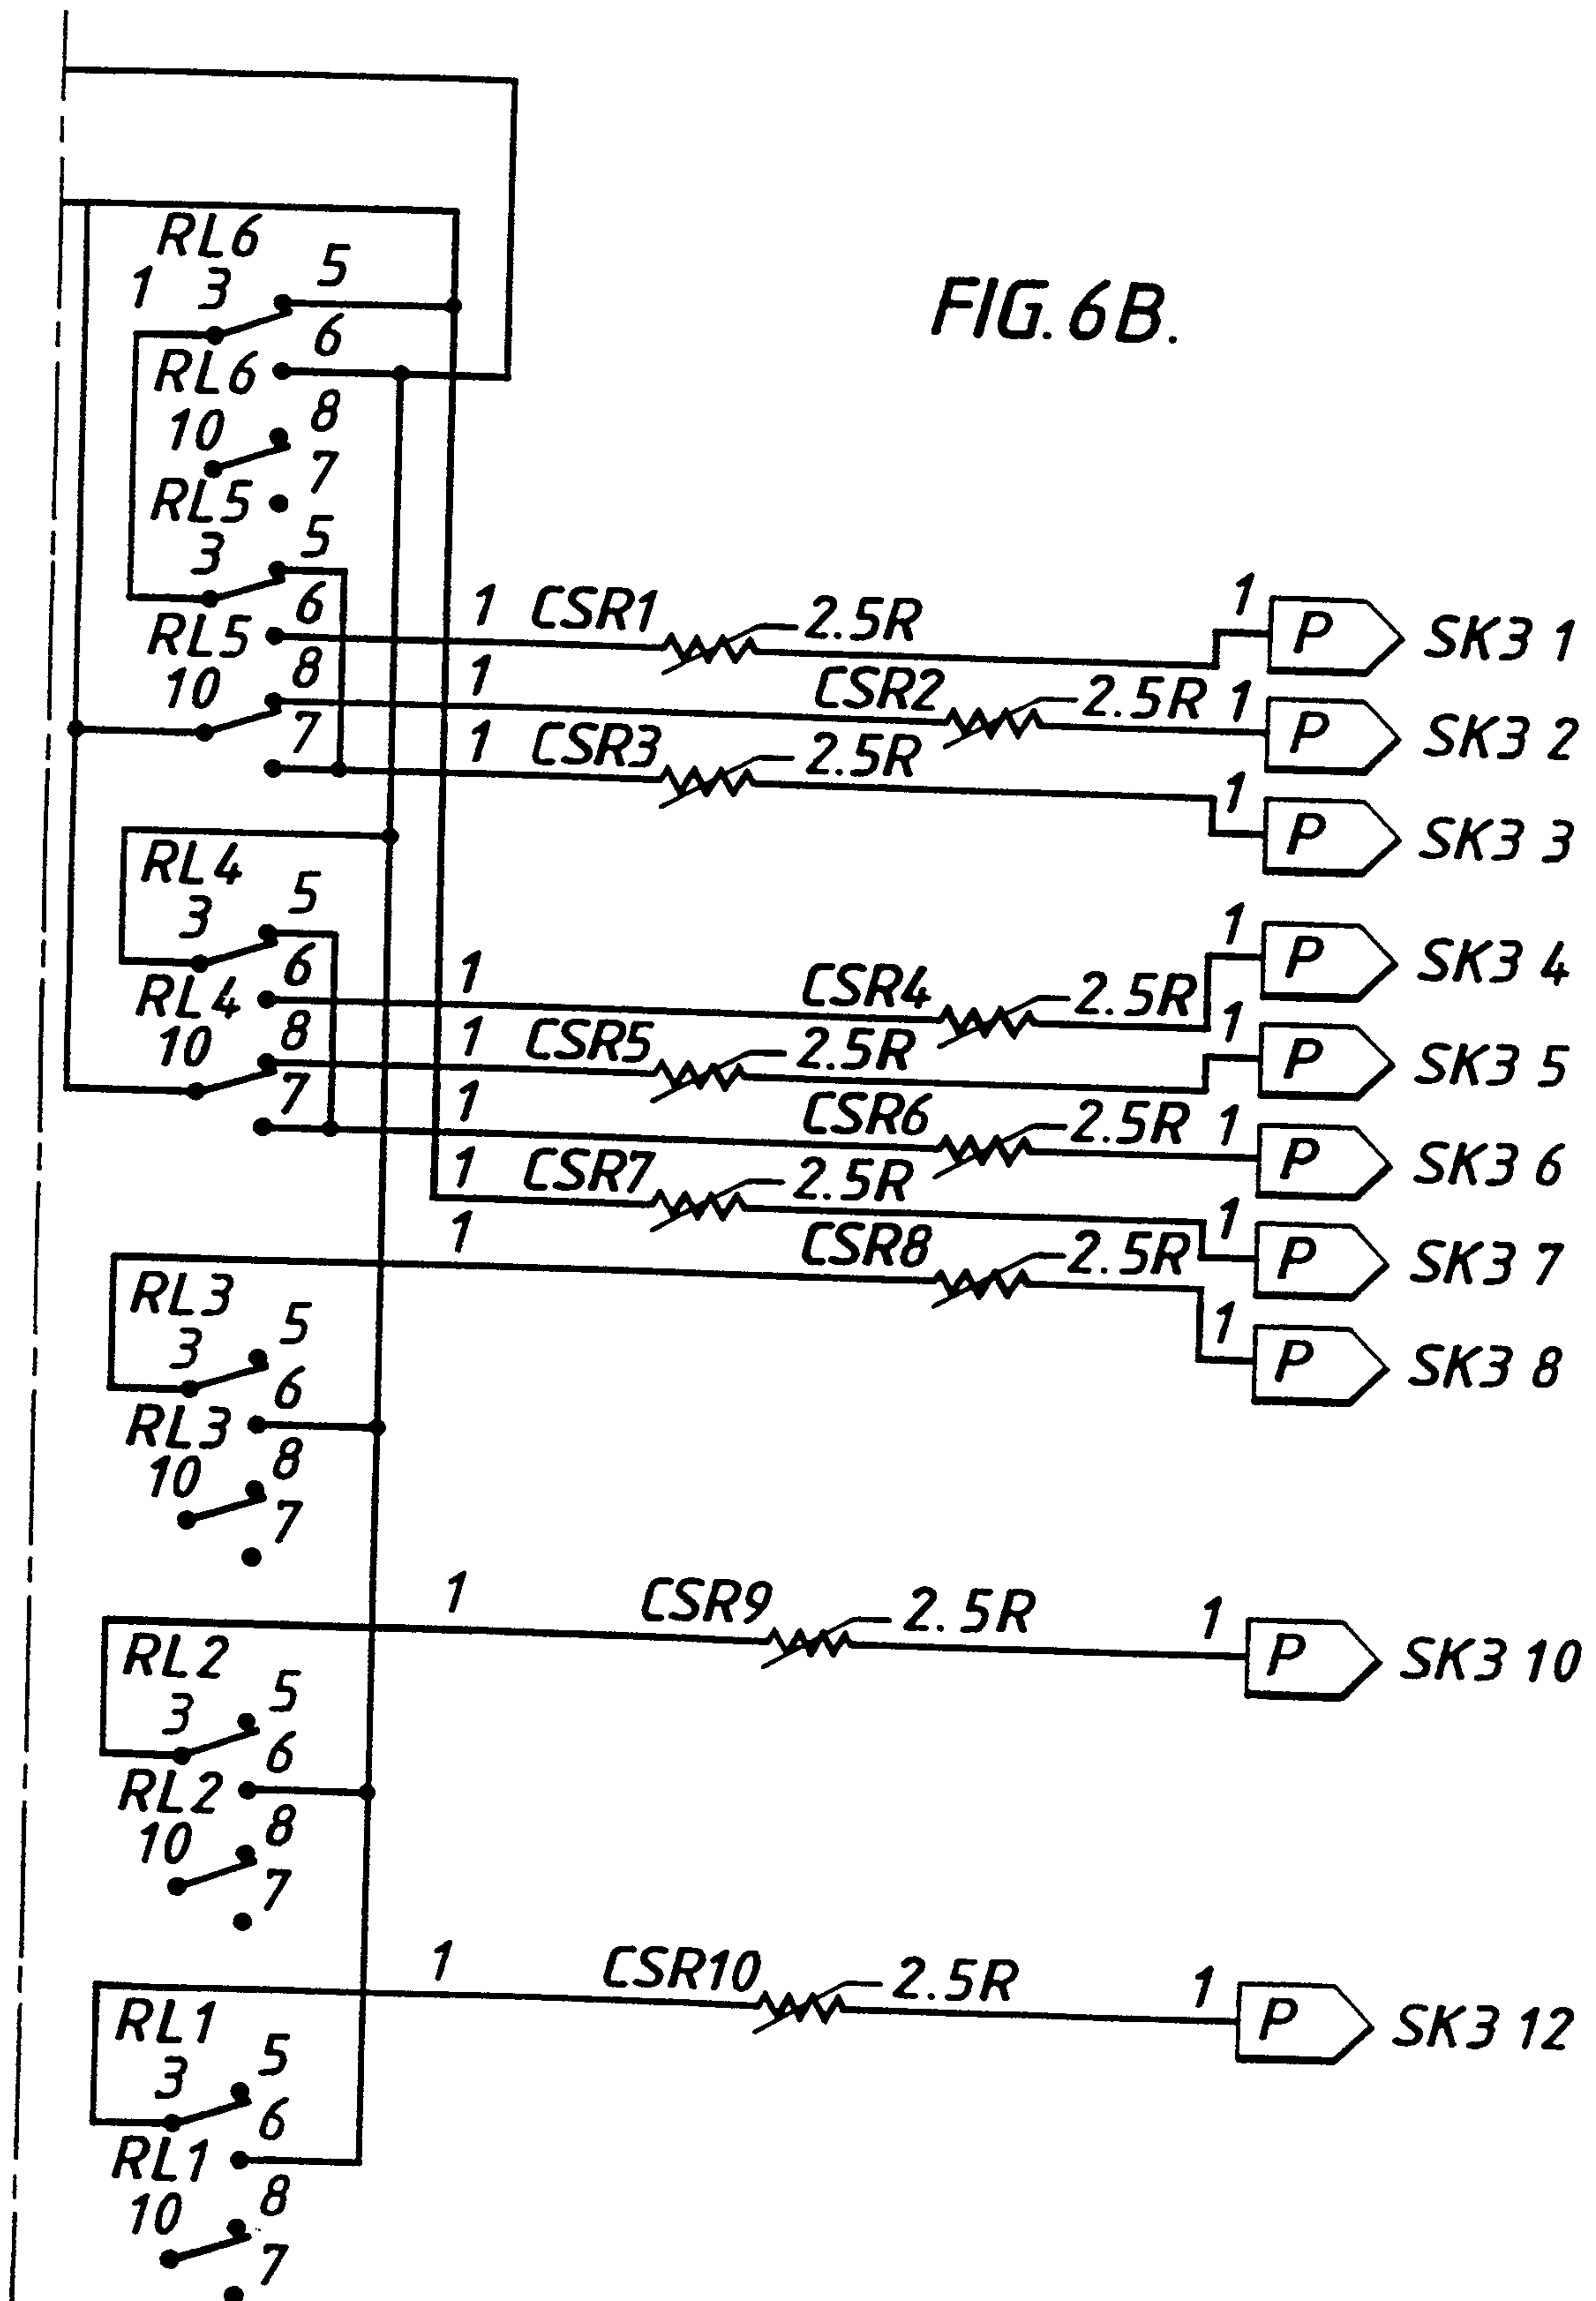 FIG. 6B.
RL6
1 3 5
6
RL6
10 8
7
RL5
3 5
6
1 CSR1 2.5R 1 P SK3 1
RL5
10 8
1 CSR2 2.5R 1 P SK3 2
7
1 CSR3 2.5R 1 P SK3 3
RL4
3 5
6
1 CSR4 2.5R 1 P SK3 4
RL4
10 8
1 CSR5 2.5R 1 P SK3 5
7
1 CSR6 2.5R 1 P SK3 6
1 CSR7 2.5R 1 P SK3 7
1 CSR8 2.5R 1 P SK3 8
RL3
3 5
6
RL3
10 8
7
1 CSR9 2.5R 1 P SK3 10
RL2
3 5
6
RL2
10 8
7
1 CSR10 2.5R 1 P SK3 12
RL1
3 5
6
RL1
10 8
7